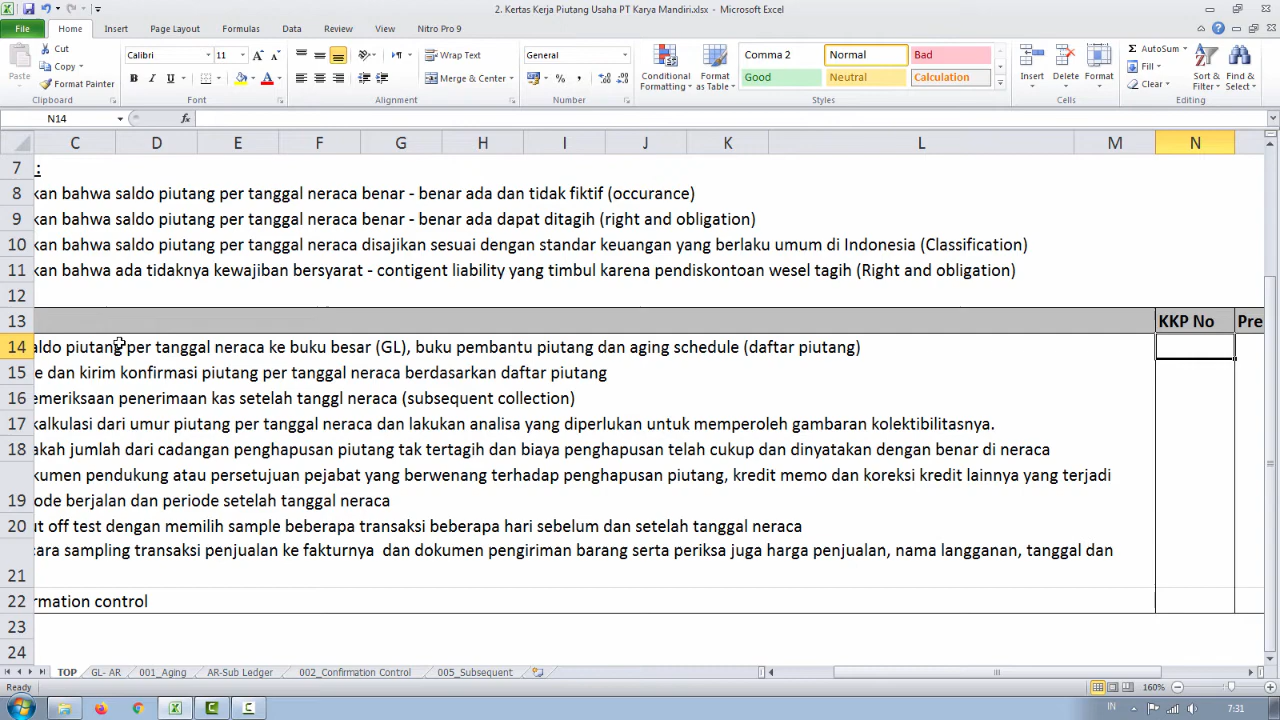 2. Kertas Kerja Piutang Usaha PT Karya Mandiri.xlsx - Microsoft Excel
File Home Insert Page Layout Formulas Data Review View Nitro Pro 9
Paste Cut Copy Format Painter Clipboard
Calibri 11 B I U A A A Font
Wrap Text Merge & Center Alignment
General % , Number
Conditional Formatting Format as Table
Comma 2 Normal Bad
Good Neutral Calculation
Styles
Insert Delete Format Cells
AutoSum Fill Clear Sort & Filter Find & Select Editing
N14 fx
C D E F G H I J K L M N
7 :
8 kan bahwa saldo piutang per tanggal neraca benar - benar ada dan tidak fiktif (occurance)
9 kan bahwa saldo piutang per tanggal neraca benar - benar ada dapat ditagih (right and obligation)
10 kan bahwa saldo piutang per tanggal neraca disajikan sesuai dengan standar keuangan yang berlaku umum di Indonesia (Classification)
11 kan bahwa ada tidaknya kewajiban bersyarat - contigent liability yang timbul karena pendiskontoan wesel tagih (Right and obligation)
12
13 KKP No Pre
14 aldo piutang per tanggal neraca ke buku besar (GL), buku pembantu piutang dan aging schedule (daftar piutang)
15 e dan kirim konfirmasi piutang per tanggal neraca berdasarkan daftar piutang
16 emeriksaan penerimaan kas setelah tanggl neraca (subsequent collection)
17 kalkulasi dari umur piutang per tanggal neraca dan lakukan analisa yang diperlukan untuk memperoleh gambaran kolektibilitasnya.
18 akah jumlah dari cadangan penghapusan piutang tak tertagih dan biaya penghapusan telah cukup dan dinyatakan dengan benar di neraca
kumen pendukung atau persetujuan pejabat yang berwenang terhadap penghapusan piutang, kredit memo dan koreksi kredit lainnya yang terjadi
19 ode berjalan dan periode setelah tanggal neraca
20 ut off test dengan memilih sample beberapa transaksi beberapa hari sebelum dan setelah tanggal neraca
cara sampling transaksi penjualan ke fakturnya dan dokumen pengiriman barang serta periksa juga harga penjualan, nama langganan, tanggal dan
21
22 rmation control
23
24
TOP GL- AR 001_Aging AR-Sub Ledger 002_Confirmation Control 005_Subsequent
Ready 160%
IN 7:31